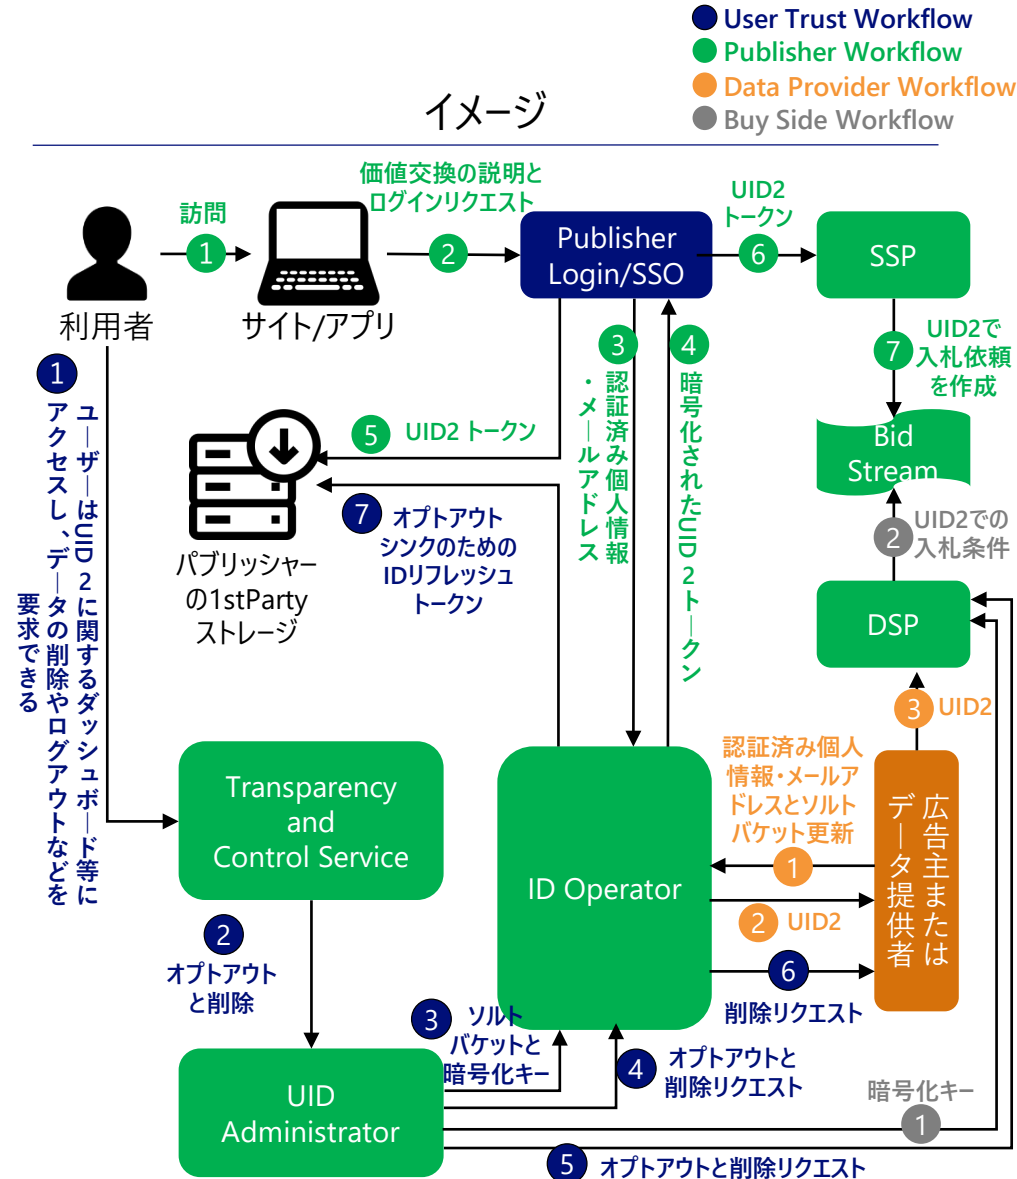 User Trust Workflow
Publisher Workflow
Data Provider Workflow
Buy Side Workflow
イメージ
訪問
1
利用者
サイト/アプリ
価値交換の説明と
ログインリクエスト
2
Publisher
Login/SSO
UID2
トークン
6
SSP
7
UID2で
入札依頼
を作成
Bid
Stream
2
UID2での
入札条件
DSP
3
UID2
3
認証済み個人情報
・メールアドレス
4
暗号化されたUID2トークン
5
UID2 トークン
7
オプトアウト
シンクのための
IDリフレッシュ
トークン
パブリッシャー
の1stParty
ストレージ
1
ユーザーはUID2に関するダッシュボード等に
アクセスし、データの削除やログアウトなどを
要求できる
Transparency
and
Control Service
2
オプトアウト
と削除
UID
Administrator
ID Operator
認証済み個人
情報・メールア
ドレスとソルト
バケット更新
1
2
UID2
6
削除リクエスト
広告主または
データ提供者
3
ソルト
バケットと
暗号化キー
4
オプトアウトと
削除リクエスト
暗号化キー
1
5
オプトアウトと削除リクエスト